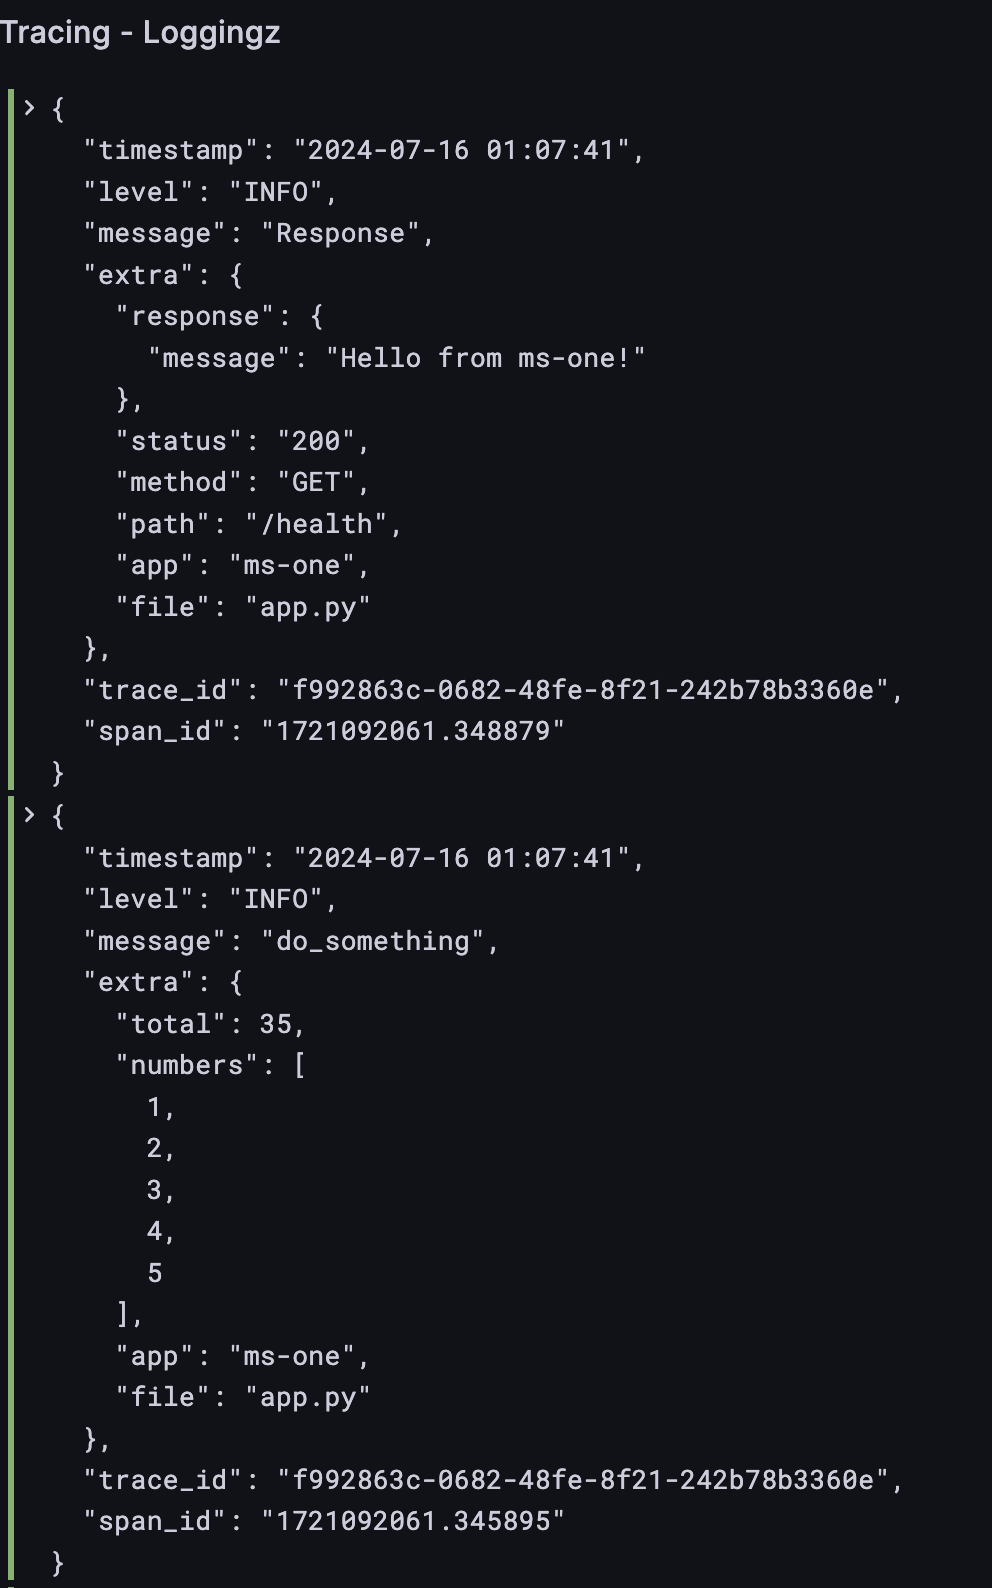 Tracing - Loggingz
> {
"timestamp": "2024-07-16 01:07:41",
"level": "INFO",
"message": "Response",
"extra": {
"response": {
"message": "Hello from ms-one!"
},
"status": "200",
"method": "GET",
"path": "/health",
"app": "ms-one",
"file": "app.py"
},
"trace_id": "f992863c-0682-48fe-8f21-242b78b3360e",
"span_id": "1721092061.348879"
}
> {
"timestamp": "2024-07-16 01:07:41",
"level": "INFO",
"message": "do_something",
"extra": {
"total": 35,
"numbers": [
1,
2,
3,
4,
5
],
"app": "ms-one",
"file": "app.py"
},
"trace_id": "f992863c-0682-48fe-8f21-242b78b3360e",
"span_id": "1721092061.345895"
}